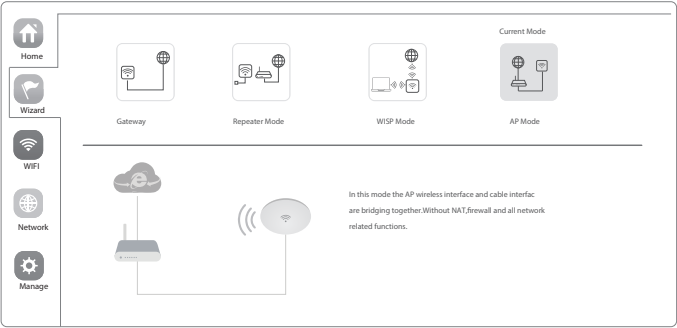 Current Mode
Home
Wizard
Gateway
Repeater Mode
WISP Mode
AP Mode
WIFI
In this mode the AP wireless interface and cable interfac
are bridging together.Without NAT,firewall and all network
related functions.
Network
Manage